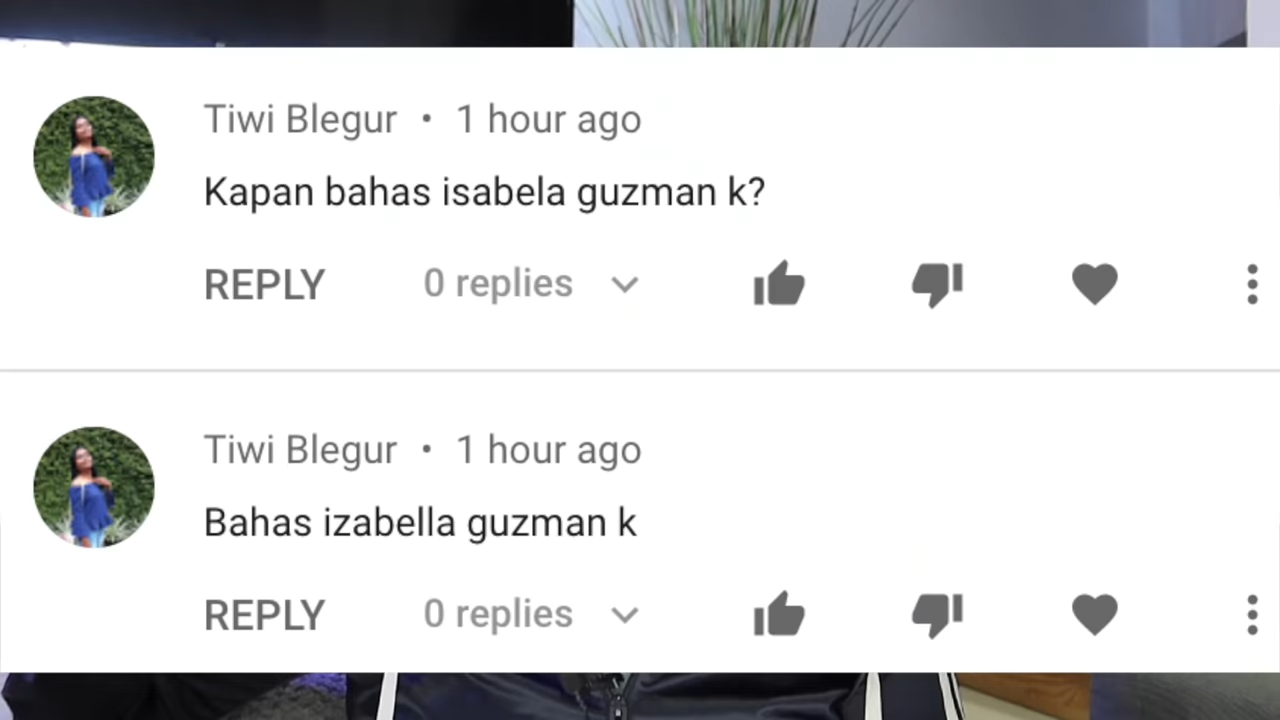 Tiwi Blegur • 1 hour ago
Kapan bahas isabela guzman k?
REPLY 0 replies
Tiwi Blegur • 1 hour ago
Bahas izabella guzman k
REPLY 0 replies